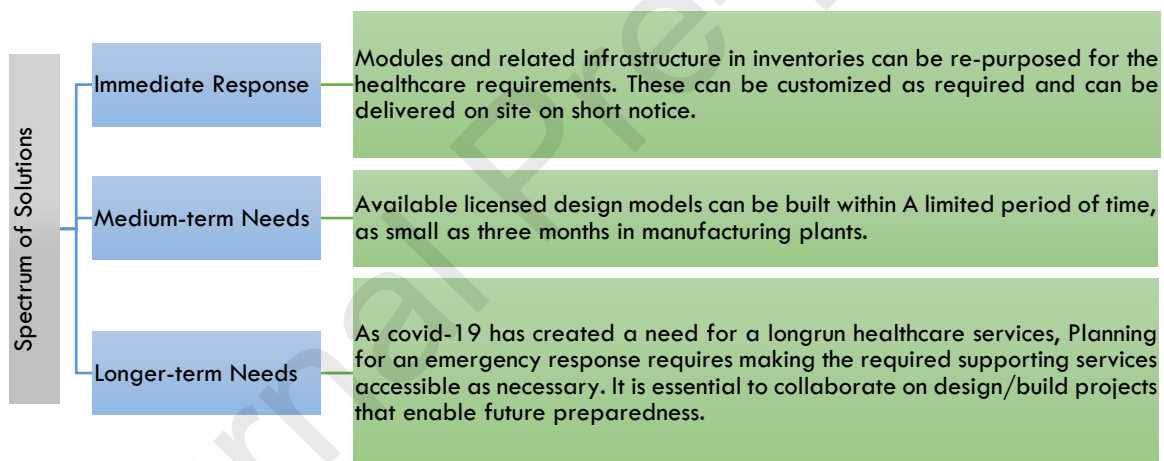 Spectrum of Solutions
Immediate Response
Modules and related infrastructure in inventories can be re-purposed for the
healthcare requirements. These can be customized as required and can be
delivered on site on short notice.
Medium-term Needs
Available licensed design models can be built within A limited period of time,
as small as three months in manufacturing plants.
Longer-term Needs
As covid-19 has created a need for a longrun healthcare services, Planning
for an emergency response requires making the required supporting services
accessible as necessary. It is essential to collaborate on design/build projects
that enable future preparedness.